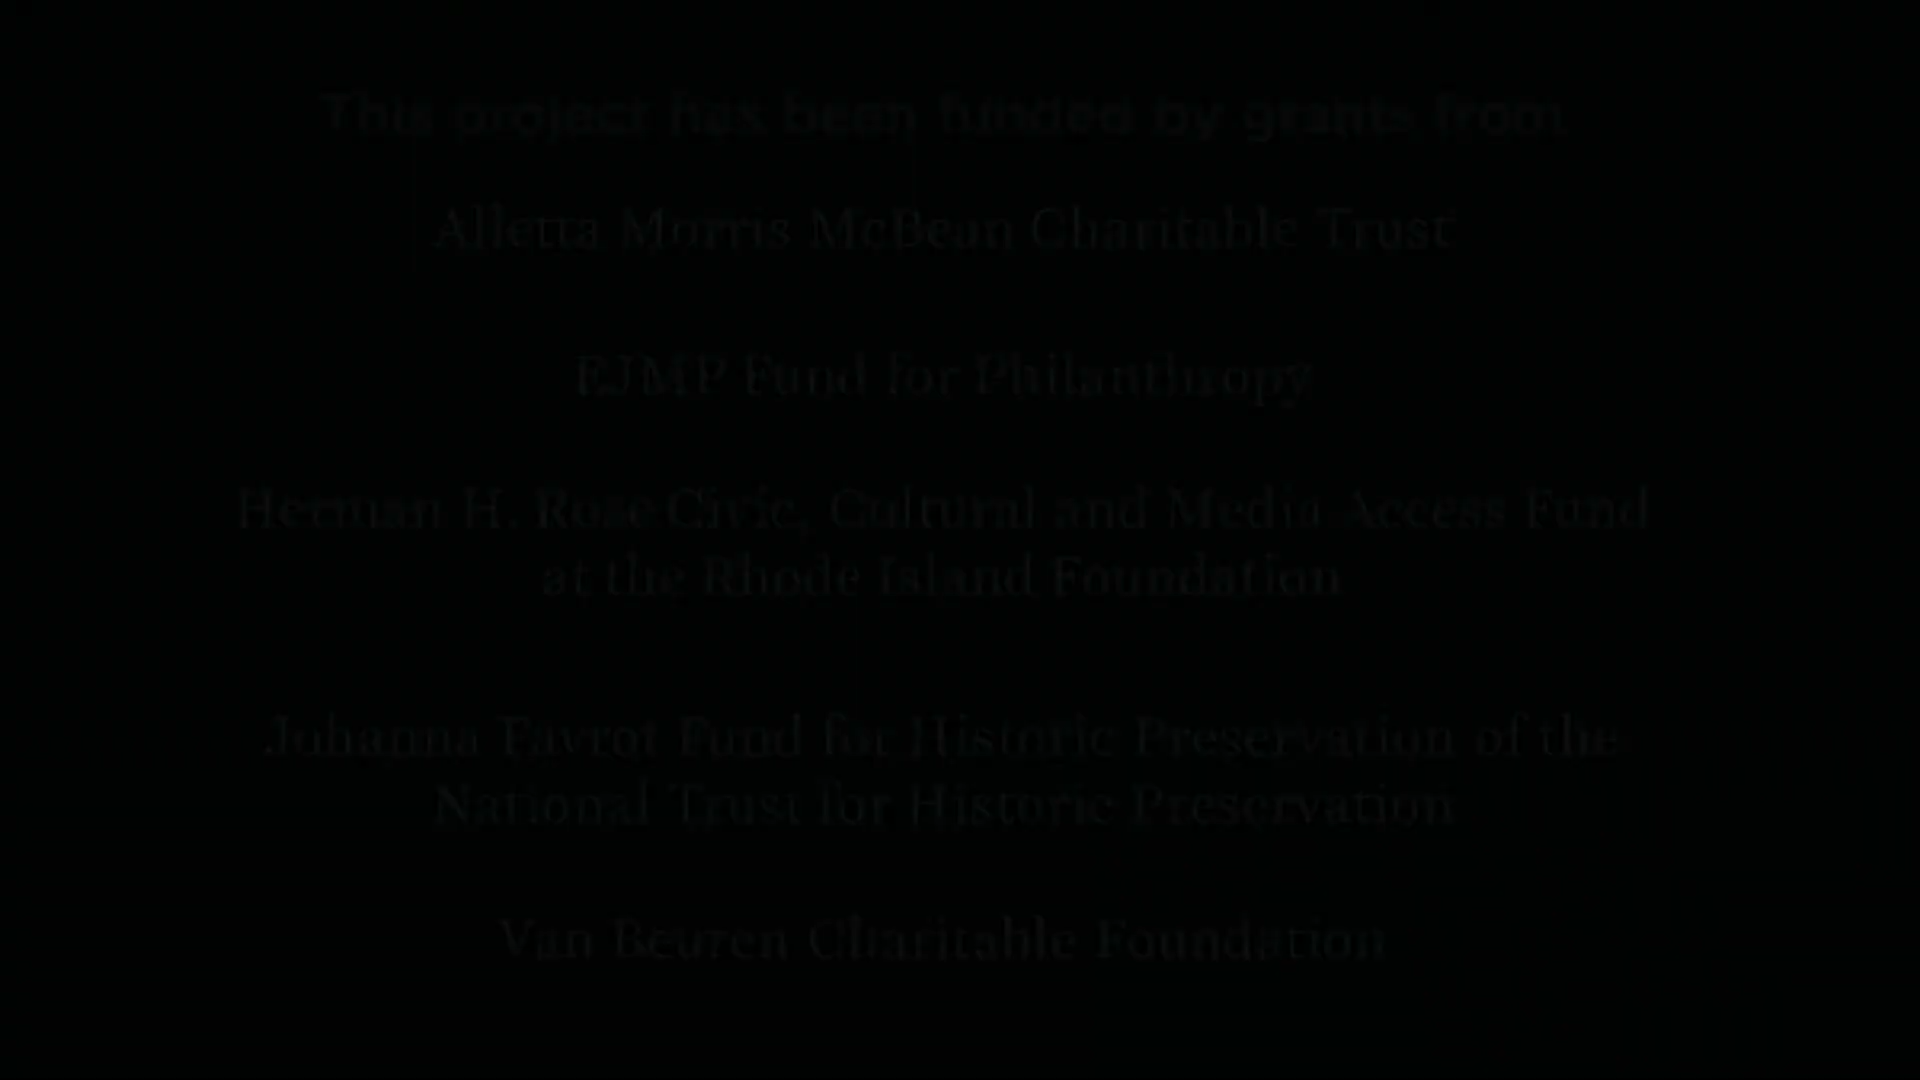 This project has been funded by grants from
Alletta Morris McBean Charitable Trust
EJMP Fund for Philanthropy
Herman H. Rose Civic, Cultural and Media Access Fund
at the Rhode Island Foundation
Johanna Favrot Fund for Historic Preservation of the
National Trust for Historic Preservation
Van Beuren Charitable Foundation